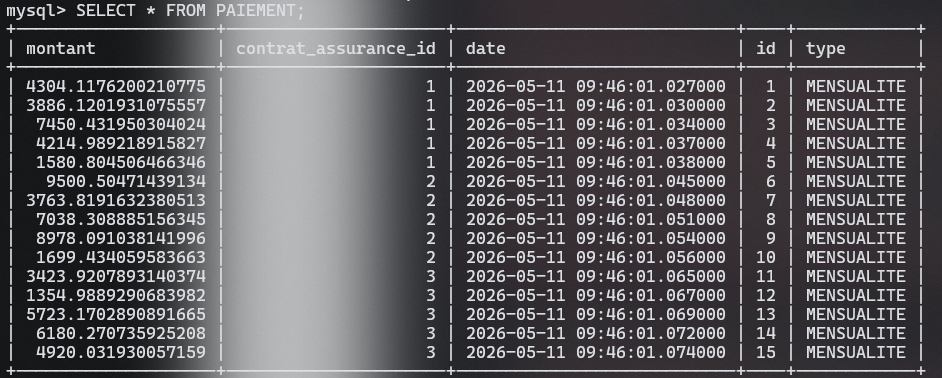 mysql> SELECT * FROM PAIEMENT;
| montant | contrat_assurance_id | date | id | type |
| 4304.1176200210775 | 1 | 2026-05-11 09:46:01.027000 | 1 | MENSUALITE |
| 3886.1201931075557 | 1 | 2026-05-11 09:46:01.030000 | 2 | MENSUALITE |
| 7450.431950304024 | 1 | 2026-05-11 09:46:01.034000 | 3 | MENSUALITE |
| 4214.989218915827 | 1 | 2026-05-11 09:46:01.037000 | 4 | MENSUALITE |
| 1580.804506466346 | 1 | 2026-05-11 09:46:01.038000 | 5 | MENSUALITE |
| 9500.50471439134 | 2 | 2026-05-11 09:46:01.045000 | 6 | MENSUALITE |
| 3763.8191632380513 | 2 | 2026-05-11 09:46:01.048000 | 7 | MENSUALITE |
| 7038.308885156345 | 2 | 2026-05-11 09:46:01.051000 | 8 | MENSUALITE |
| 8978.091038141996 | 2 | 2026-05-11 09:46:01.054000 | 9 | MENSUALITE |
| 1699.434059583663 | 2 | 2026-05-11 09:46:01.056000 | 10 | MENSUALITE |
| 3423.9207893140374 | 3 | 2026-05-11 09:46:01.065000 | 11 | MENSUALITE |
| 1354.9889290683982 | 3 | 2026-05-11 09:46:01.067000 | 12 | MENSUALITE |
| 5723.1702890891665 | 3 | 2026-05-11 09:46:01.069000 | 13 | MENSUALITE |
| 6180.270735925208 | 3 | 2026-05-11 09:46:01.072000 | 14 | MENSUALITE |
| 4920.031930057159 | 3 | 2026-05-11 09:46:01.074000 | 15 | MENSUALITE |